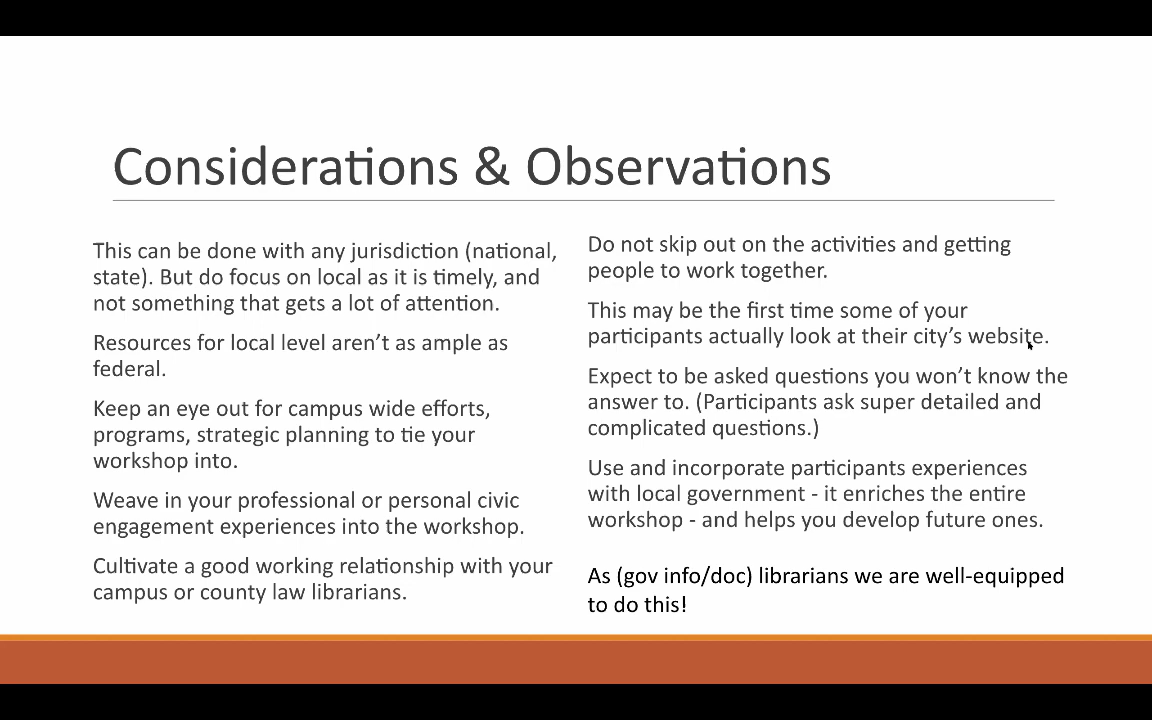 Considerations & Observations
This can be done with any jurisdiction (national,
state). But do focus on local as it is timely, and
not something that gets a lot of attention.
Resources for local level aren’t as ample as
federal.
Keep an eye out for campus wide efforts,
programs, strategic planning to tie your
workshop into.
Weave in your professional or personal civic
engagement experiences into the workshop.
Cultivate a good working relationship with your
campus or county law librarians.
Do not skip out on the activities and getting
people to work together.
This may be the first time some of your
participants actually look at their city’s website.
Expect to be asked questions you won’t know the
answer to. (Participants ask super detailed and
complicated questions.)
Use and incorporate participants experiences
with local government - it enriches the entire
workshop - and helps you develop future ones.
As (gov info/doc) librarians we are well-equipped
to do this!